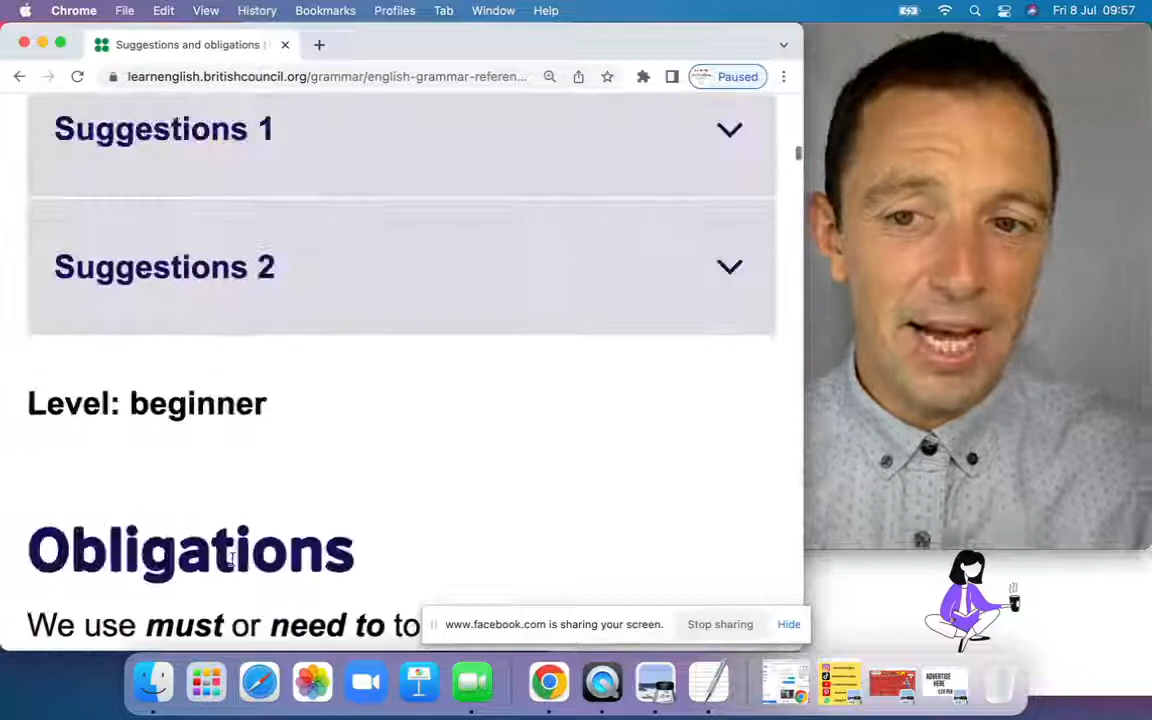 Chrome File Edit View History Bookmarks Profiles Tab Window Help Fri 8 Jul 09:57
Suggestions and obligations |
learnenglish.britishcouncil.org/grammar/english-grammar-referen... Paused
Suggestions 1
Suggestions 2
Level: beginner
Obligations
We use must or need to to
www.facebook.com is sharing your screen. Stop sharing Hide
ADVERTISE
HERE